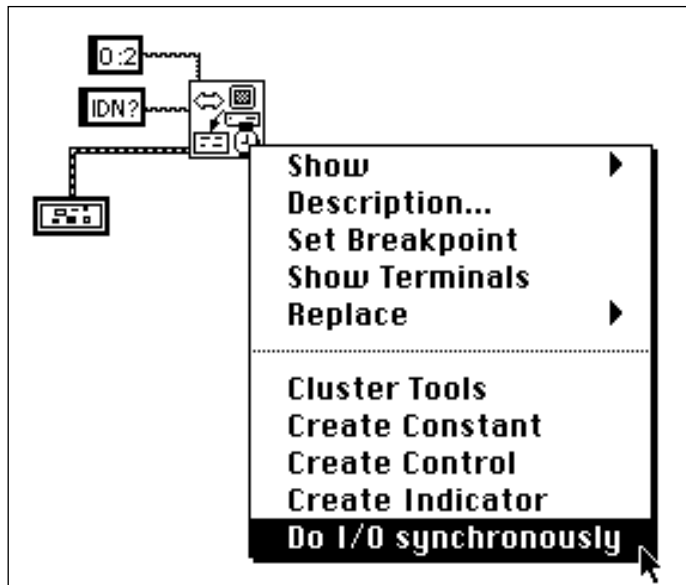 0:2
IDN?
Show
Description...
Set Breakpoint
Show Terminals
Replace
Cluster Tools
Create Constant
Create Control
Create Indicator
Do I/O synchronously